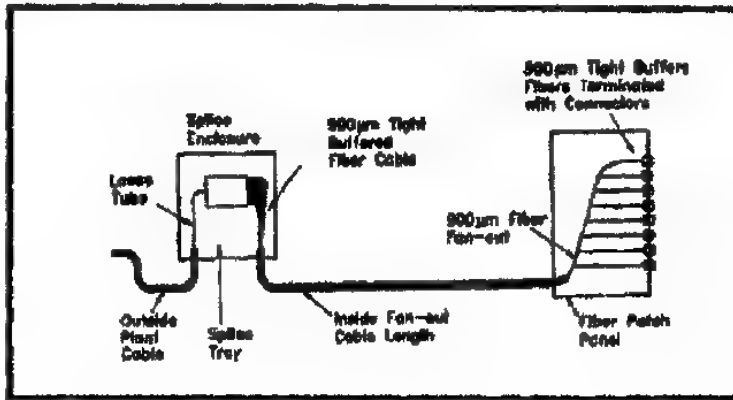 900µm Tight Buffers
Fibers Terminated
with Connectors
Splice
Enclosure
900µm Tight
Buffered
Fiber Cable
Loose
Tube
900µm Fiber
Fan-out
Outside
Plant
Cable
Splice
Tray
Inside Fan-out
Cable Length
Fiber Patch
Panel